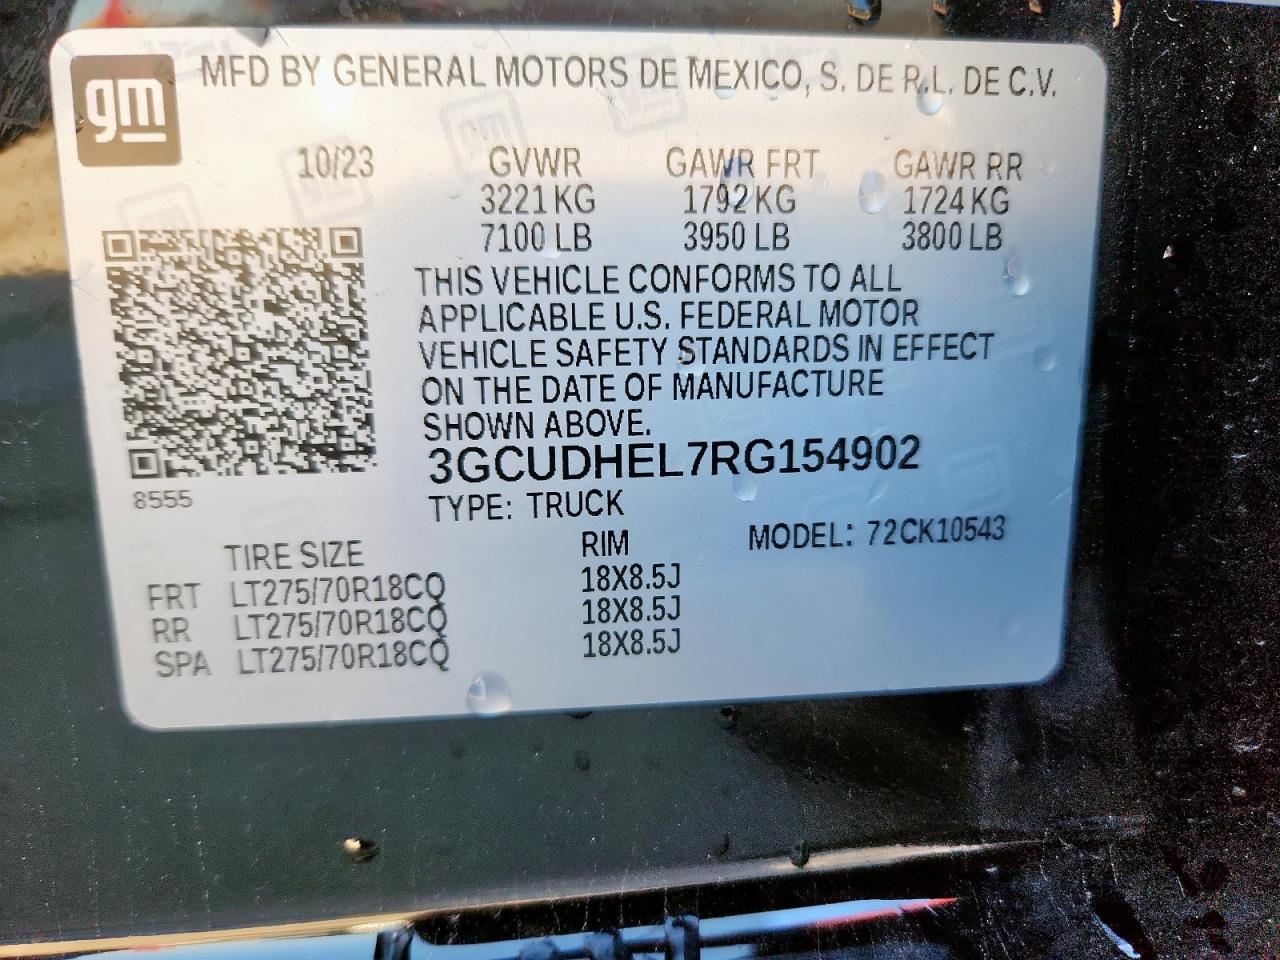 gm
MFD BY GENERAL MOTORS DE MEXICO, S. DE R.L. DE C.V.
10/23 GVWR GAWR FRT GAWR RR
3221 KG 1792 KG 1724 KG
7100 LB 3950 LB 3800 LB
THIS VEHICLE CONFORMS TO ALL
APPLICABLE U.S. FEDERAL MOTOR
VEHICLE SAFETY STANDARDS IN EFFECT
ON THE DATE OF MANUFACTURE
SHOWN ABOVE.
3GCUDHEL7RG154902
8555
TYPE: TRUCK
TIRE SIZE RIM MODEL: 72CK10543
FRT LT275/70R18CQ 18X8.5J
RR LT275/70R18CQ 18X8.5J
SPA LT275/70R18CQ 18X8.5J